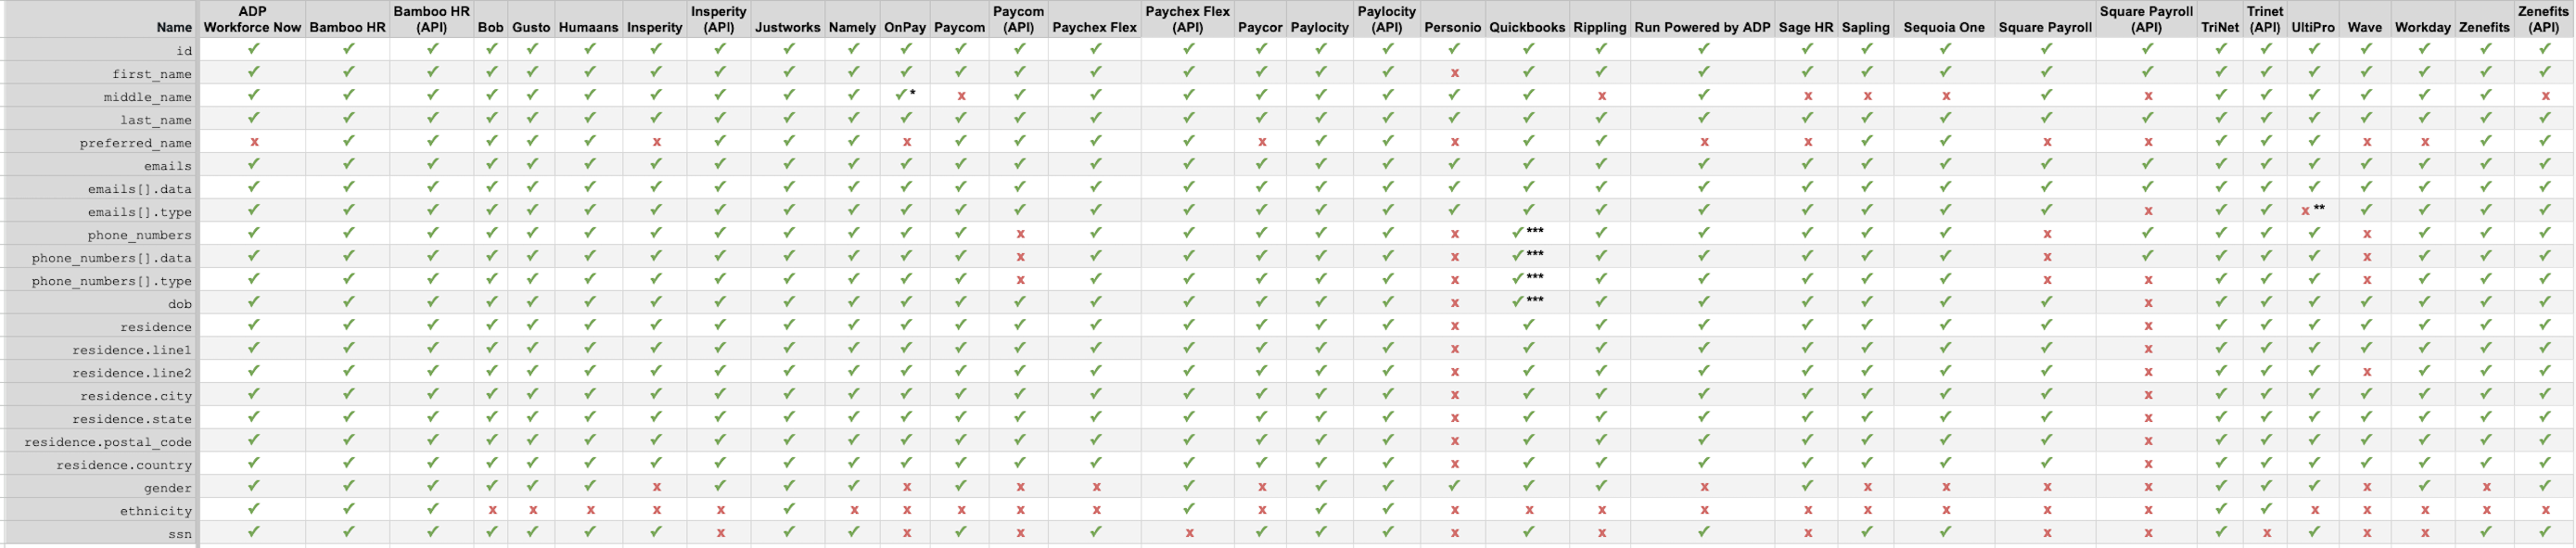 ADP Bamboo HR Insperity Paycom Paychex Flex Paylocity Square Payroll Trinet Zenefits
Name Workforce Now Bamboo HR (API) Bob Gusto Humaans Insperity (API) Justworks Namely OnPay Paycom (API) Paychex Flex (API) Paycor Paylocity (API) Personio Quickbooks Rippling Run Powered by ADP Sage HR Sapling Sequoia One Square Payroll (API) TriNet (API) UltiPro Wave Workday Zenefits (API)
id ✓ ✓ ✓ ✓ ✓ ✓ ✓ ✓ ✓ ✓ ✓ ✓ ✓ ✓ ✓ ✓ ✓ ✓ ✓ ✓ ✓ ✓ ✓ ✓ ✓ ✓ ✓ ✓ ✓ ✓ ✓ ✓ ✓ ✓
first_name ✓ ✓ ✓ ✓ ✓ ✓ ✓ ✓ ✓ ✓ ✓ ✓ ✓ ✓ ✓ ✓ ✓ ✓ x ✓ ✓ ✓ ✓ ✓ ✓ ✓ ✓ ✓ ✓ ✓ ✓ ✓ ✓ ✓
middle_name ✓ ✓ ✓ ✓ ✓ ✓ ✓ ✓ ✓ ✓ ✓* x ✓ ✓ ✓ ✓ ✓ ✓ ✓ ✓ x ✓ x x x ✓ x ✓ ✓ ✓ ✓ ✓ ✓ x
last_name ✓ ✓ ✓ ✓ ✓ ✓ ✓ ✓ ✓ ✓ ✓ ✓ ✓ ✓ ✓ ✓ ✓ ✓ ✓ ✓ ✓ ✓ ✓ ✓ ✓ ✓ ✓ ✓ ✓ ✓ ✓ ✓ ✓ ✓
preferred_name x ✓ ✓ ✓ ✓ ✓ x ✓ ✓ ✓ x ✓ ✓ ✓ ✓ x ✓ ✓ x ✓ ✓ x x ✓ ✓ x x ✓ ✓ ✓ x x ✓ ✓
emails ✓ ✓ ✓ ✓ ✓ ✓ ✓ ✓ ✓ ✓ ✓ ✓ ✓ ✓ ✓ ✓ ✓ ✓ ✓ ✓ ✓ ✓ ✓ ✓ ✓ ✓ ✓ ✓ ✓ ✓ ✓ ✓ ✓ ✓
emails[].data ✓ ✓ ✓ ✓ ✓ ✓ ✓ ✓ ✓ ✓ ✓ ✓ ✓ ✓ ✓ ✓ ✓ ✓ ✓ ✓ ✓ ✓ ✓ ✓ ✓ ✓ ✓ ✓ ✓ ✓ ✓ ✓ ✓ ✓
emails[].type ✓ ✓ ✓ ✓ ✓ ✓ ✓ ✓ ✓ ✓ ✓ ✓ ✓ ✓ ✓ ✓ ✓ ✓ ✓ ✓ ✓ ✓ ✓ ✓ ✓ ✓ x ✓ ✓ x** ✓ ✓ ✓ ✓
phone_numbers ✓ ✓ ✓ ✓ ✓ ✓ ✓ ✓ ✓ ✓ ✓ ✓ x ✓ ✓ ✓ ✓ ✓ x ✓*** ✓ ✓ ✓ ✓ ✓ x ✓ ✓ ✓ ✓ x ✓ ✓ ✓
phone_numbers[].data ✓ ✓ ✓ ✓ ✓ ✓ ✓ ✓ ✓ ✓ ✓ ✓ x ✓ ✓ ✓ ✓ ✓ x ✓*** ✓ ✓ ✓ ✓ ✓ x ✓ ✓ ✓ ✓ x ✓ ✓ ✓
phone_numbers[].type ✓ ✓ ✓ ✓ ✓ ✓ ✓ ✓ ✓ ✓ ✓ ✓ x ✓ ✓ ✓ ✓ ✓ x ✓*** ✓ ✓ ✓ ✓ ✓ x x ✓ ✓ ✓ x ✓ ✓ ✓
dob ✓ ✓ ✓ ✓ ✓ ✓ ✓ ✓ ✓ ✓ ✓ ✓ ✓ ✓ ✓ ✓ ✓ ✓ x ✓*** ✓ ✓ ✓ ✓ ✓ ✓ x ✓ ✓ ✓ ✓ ✓ ✓ ✓
residence ✓ ✓ ✓ ✓ ✓ ✓ ✓ ✓ ✓ ✓ ✓ ✓ ✓ ✓ ✓ ✓ ✓ ✓ x ✓ ✓ ✓ ✓ ✓ ✓ ✓ x ✓ ✓ ✓ ✓ ✓ ✓ ✓
residence.line1 ✓ ✓ ✓ ✓ ✓ ✓ ✓ ✓ ✓ ✓ ✓ ✓ ✓ ✓ ✓ ✓ ✓ ✓ x ✓ ✓ ✓ ✓ ✓ ✓ ✓ x ✓ ✓ ✓ ✓ ✓ ✓ ✓
residence.line2 ✓ ✓ ✓ ✓ ✓ ✓ ✓ ✓ ✓ ✓ ✓ ✓ ✓ ✓ ✓ ✓ ✓ ✓ x ✓ ✓ ✓ ✓ ✓ ✓ ✓ x ✓ ✓ ✓ x ✓ ✓ ✓
residence.city ✓ ✓ ✓ ✓ ✓ ✓ ✓ ✓ ✓ ✓ ✓ ✓ ✓ ✓ ✓ ✓ ✓ ✓ x ✓ ✓ ✓ ✓ ✓ ✓ ✓ x ✓ ✓ ✓ ✓ ✓ ✓ ✓
residence.state ✓ ✓ ✓ ✓ ✓ ✓ ✓ ✓ ✓ ✓ ✓ ✓ ✓ ✓ ✓ ✓ ✓ ✓ x ✓ ✓ ✓ ✓ ✓ ✓ ✓ x ✓ ✓ ✓ ✓ ✓ ✓ ✓
residence.postal_code ✓ ✓ ✓ ✓ ✓ ✓ ✓ ✓ ✓ ✓ ✓ ✓ ✓ ✓ ✓ ✓ ✓ ✓ x ✓ ✓ ✓ ✓ ✓ ✓ ✓ x ✓ ✓ ✓ ✓ ✓ ✓ ✓
residence.country ✓ ✓ ✓ ✓ ✓ ✓ ✓ ✓ ✓ ✓ ✓ ✓ ✓ ✓ ✓ ✓ ✓ ✓ x ✓ ✓ ✓ ✓ ✓ ✓ ✓ x ✓ ✓ ✓ ✓ ✓ ✓ ✓
gender ✓ ✓ ✓ ✓ ✓ ✓ x ✓ ✓ ✓ x ✓ x x ✓ x ✓ ✓ ✓ ✓ ✓ x ✓ x x x x ✓ ✓ ✓ x ✓ x ✓
ethnicity ✓ ✓ ✓ x x x x x ✓ x x x x x ✓ x ✓ ✓ x x x x x x x x x ✓ ✓ x x x x x
ssn ✓ ✓ ✓ ✓ ✓ ✓ ✓ x ✓ ✓ x ✓ x ✓ x ✓ ✓ ✓ x ✓ x ✓ x ✓ ✓ x x ✓ x ✓ x x ✓ ✓